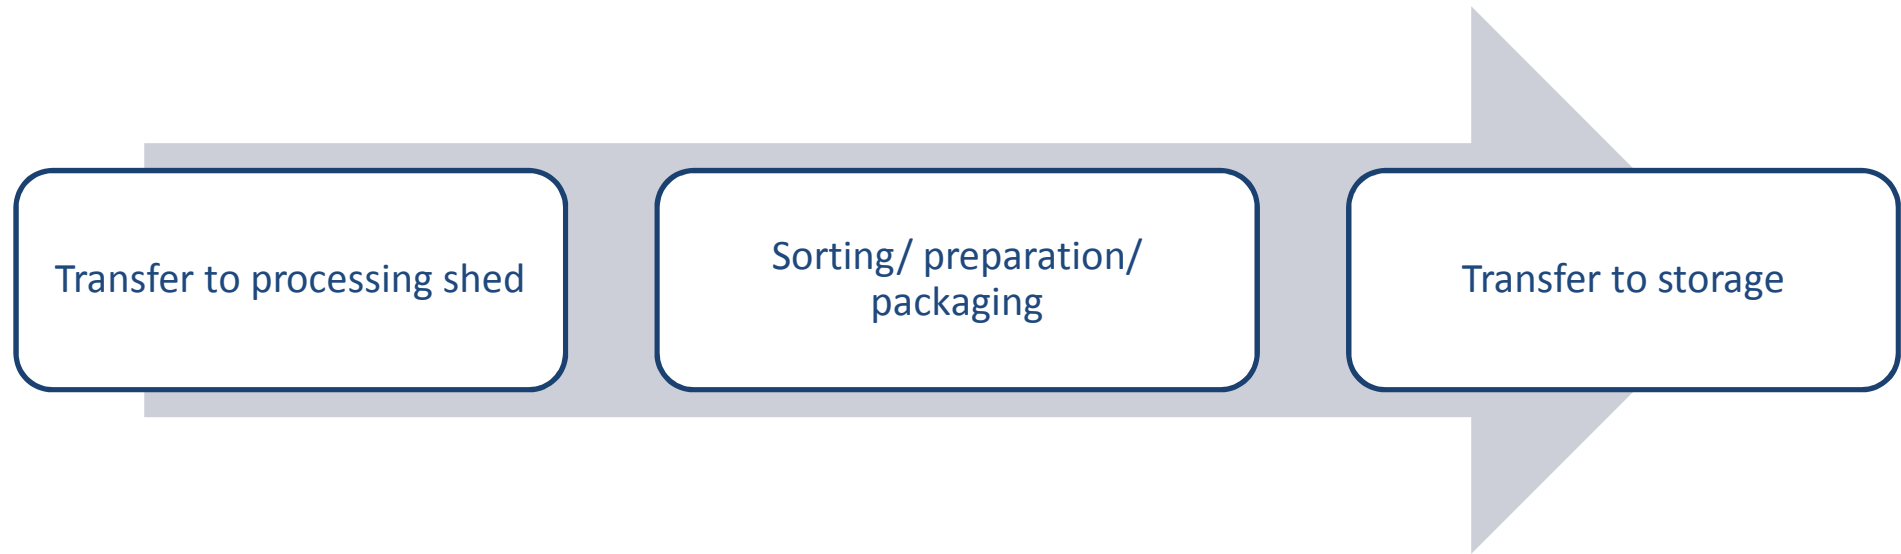 Transfer to processing shed
Sorting/ preparation/
packaging
Transfer to storage